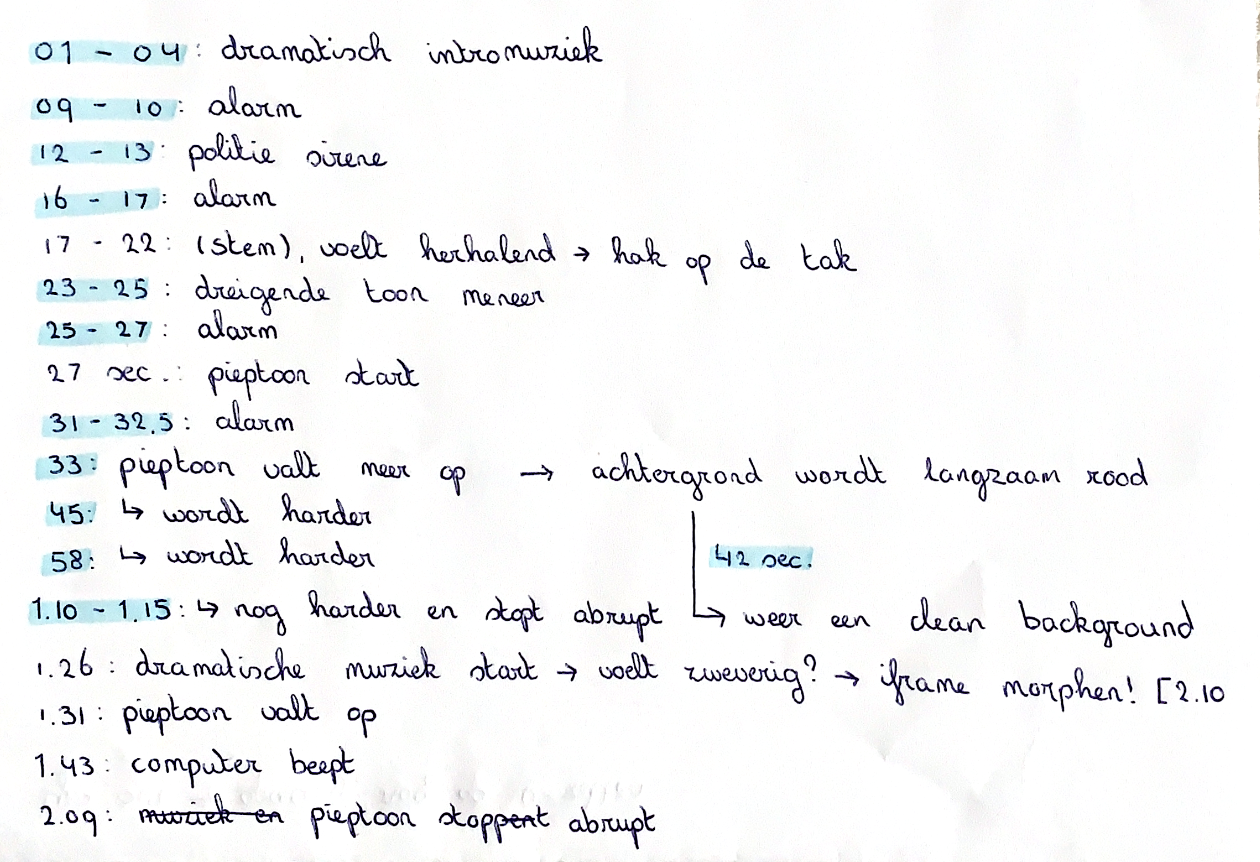 01 - 04: dramatisch intromuziek
09 - 10: alarm
12 - 13: politie sirene
16 - 17: alarm
17 - 22: (stem), voelt herhalend → hak op de tak
23 - 25: dreigende toon meneer
25 - 27: alarm
27 sec.: pieptoon start
31 - 32,5: alarm
33: pieptoon valt meer op → achtergrond wordt langzaam rood
45: ↳ wordt harder
58: ↳ wordt harder
42 sec.
1.10 - 1.15: ↳ nog harder en stopt abrupt ↳ weer een clean background
1.26: dramatische muziek start → voelt zweverig? → iframe morphen! [2.10
1.31: pieptoon valt op
1.43: computer beept
2.09: muziek en pieptoon stoppent abrupt